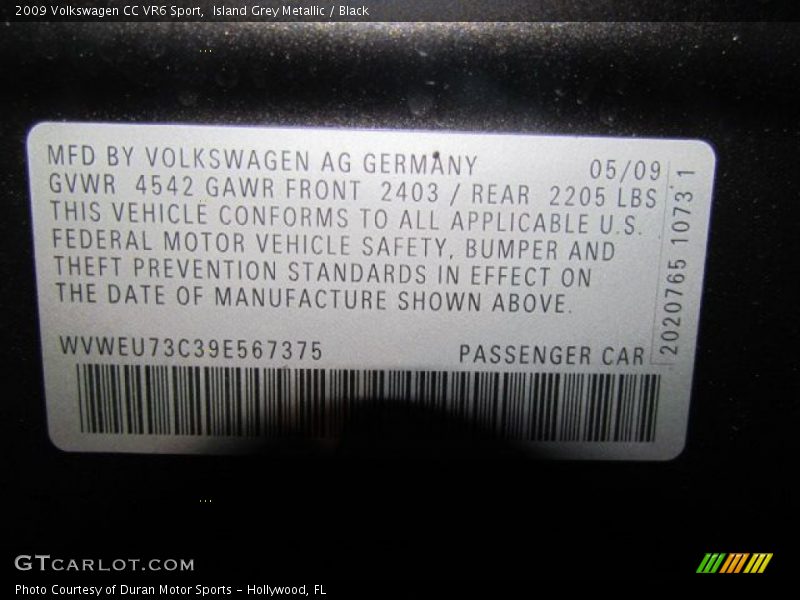 2009 Volkswagen CC VR6 Sport, Island Grey Metallic / Black
MFD BY VOLKSWAGEN AG GERMANY 05/09
GVWR 4542 GAWR FRONT 2403 / REAR 2205 LBS
THIS VEHICLE CONFORMS TO ALL APPLICABLE U.S.
FEDERAL MOTOR VEHICLE SAFETY, BUMPER AND
THEFT PREVENTION STANDARDS IN EFFECT ON
THE DATE OF MANUFACTURE SHOWN ABOVE.
2020765 1073 1
WVWEU73C39E567375 PASSENGER CAR
GTCARLOT.COM
Photo Courtesy of Duran Motor Sports - Hollywood, FL